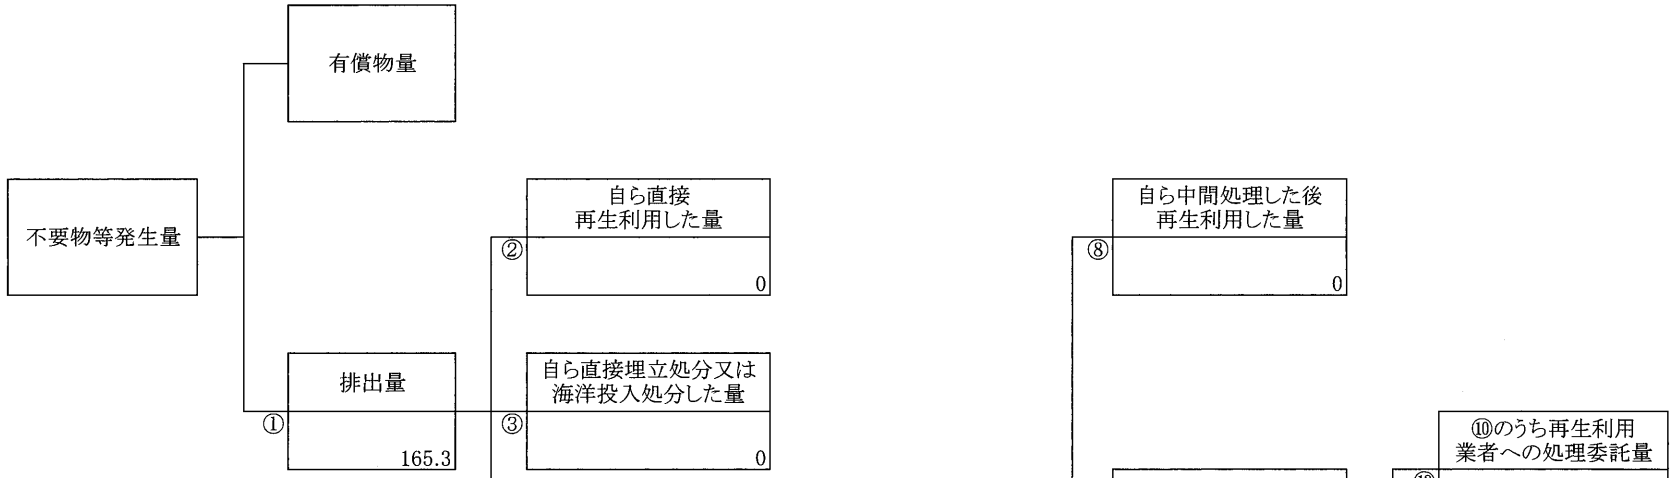 有償物量
不要物等発生量
自ら直接
再生利用した量
②
0
自ら中間処理した後
再生利用した量
⑧
0
排出量
①
165.3
自ら直接埋立処分又は
海洋投入処分した量
③
0
⑩のうち再生利用
業者への処理委託量